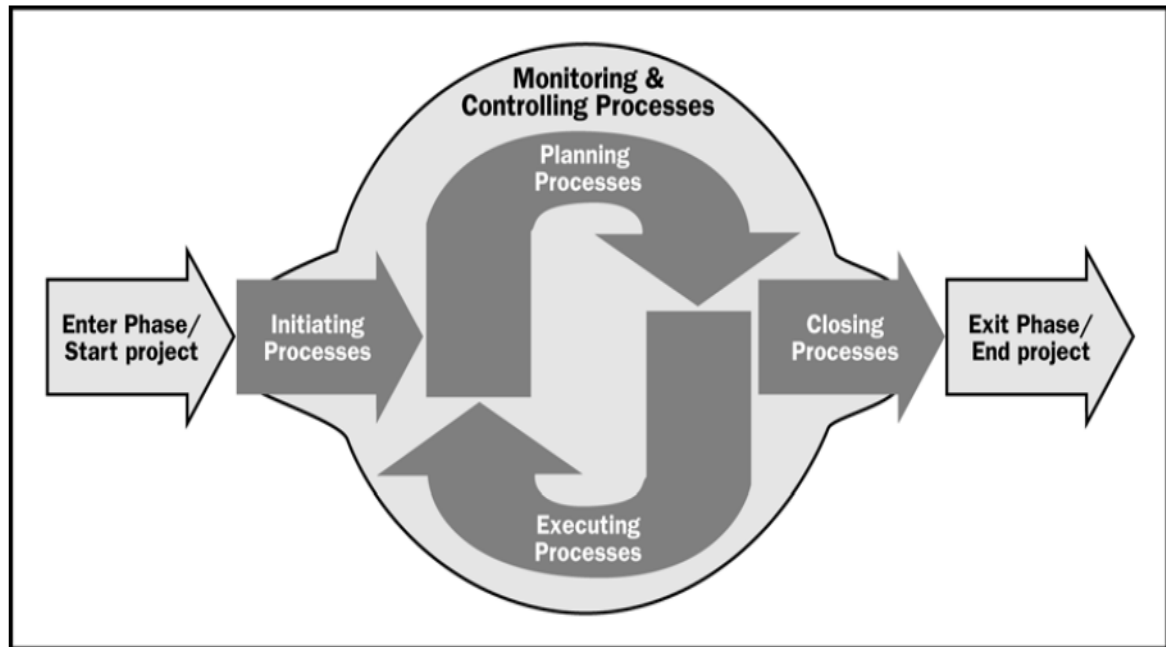 Monitoring &
Controlling Processes
Planning
Processes
Enter Phase/
Start project
Initiating
Processes
Closing
Processes
Exit Phase/
End project
Executing
Processes